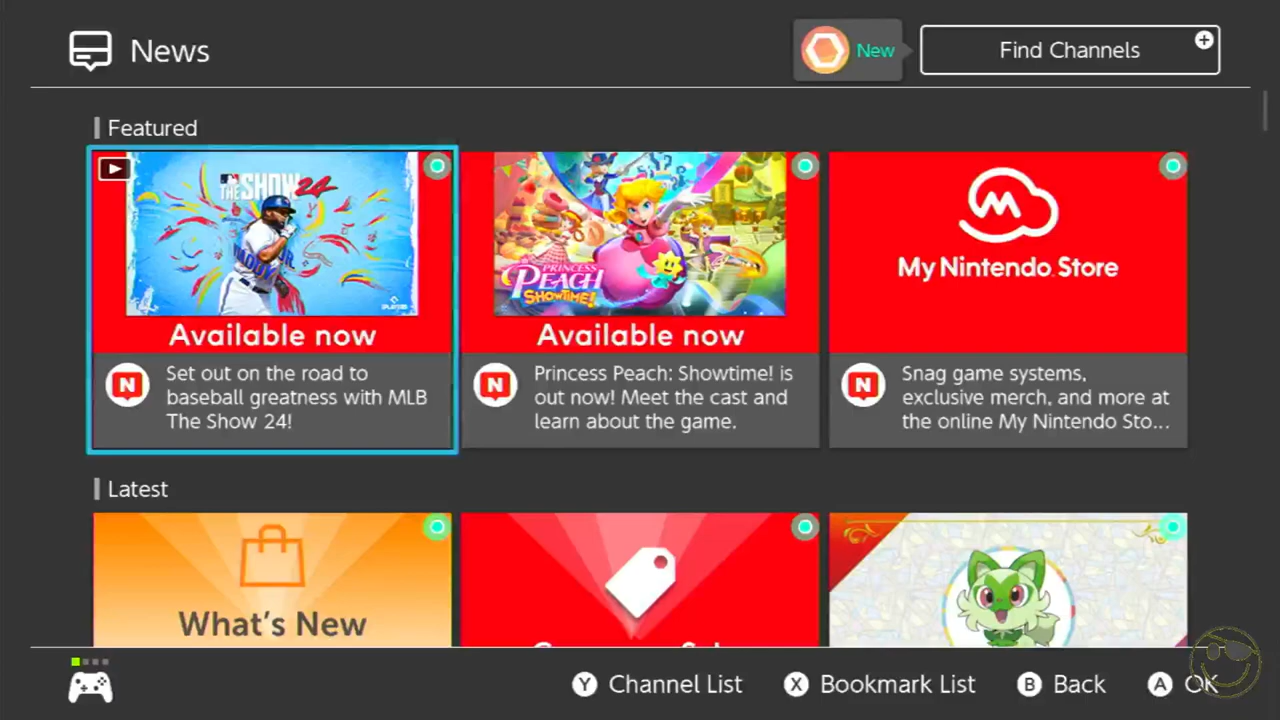 News
New
Find Channels
Featured
THE SHOW 24
PRINCESS
PEACH
SHOWTIME!
My Nintendo Store
Available now
Available now
N
Set out on the road to
baseball greatness with MLB
The Show 24!
N
Princess Peach: Showtime! is
out now! Meet the cast and
learn about the game.
N
Snag game systems,
exclusive merch, and more at
the online My Nintendo Sto...
Latest
What's New
Y Channel List
X Bookmark List
B Back
A OK